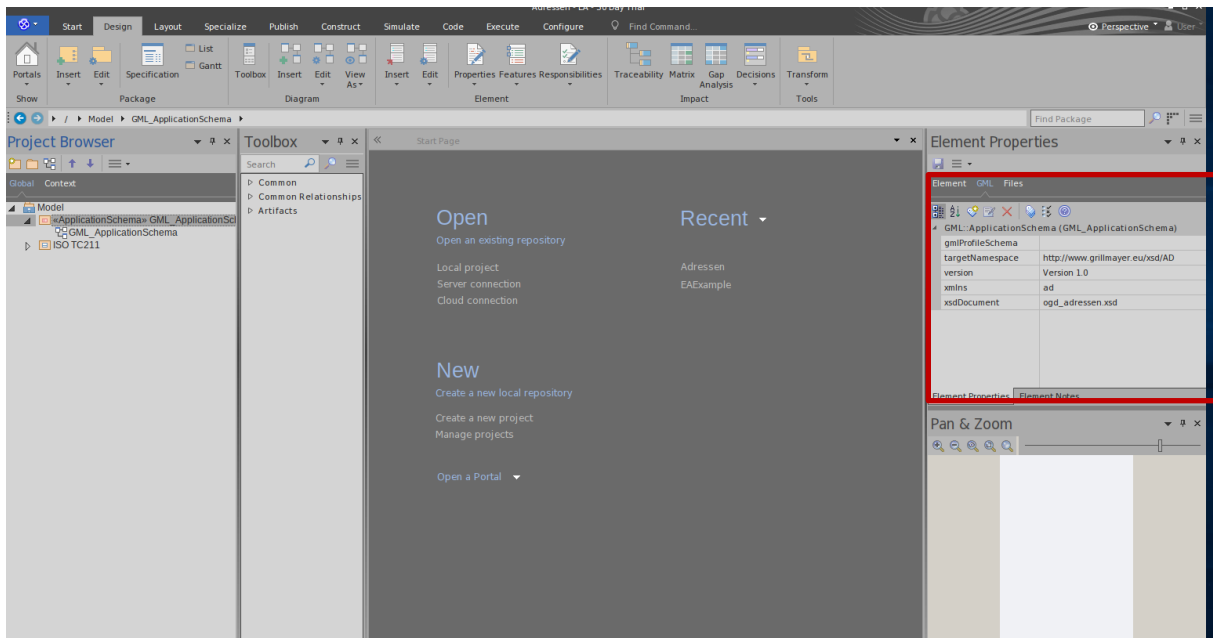 Adressen - EA - 30 Day Trial
Start Design Layout Specialize Publish Construct Simulate Code Execute Configure Find Command... Perspective User
Portals Insert Edit Specification List Gantt Toolbox Insert Edit View As Insert Edit Properties Features Responsibilities Traceability Matrix Gap Analysis Decisions Transform
Show Package Diagram Element Impact Tools
/ Model GML_ApplicationSchema Find Package
Project Browser
Global Context
Model
«ApplicationSchema» GML_ApplicationScl
GML_ApplicationSchema
ISO TC211
Toolbox
Search
Common
Common Relationships
Artifacts
Start Page
Open
Open an existing repository
Local project
Server connection
Cloud connection
Recent
Adressen
EAExample
New
Create a new local repository
Create a new project
Manage projects
Open a Portal
Element Properties
Element GML Files
GML::ApplicationSchema (GML_ApplicationSchema)
gmlProfileSchema
targetNamespace http://www.grillmayer.eu/xsd/AD
version Version 1.0
xmlns ad
xsdDocument ogd_adressen.xsd
Element Properties Element Notes
Pan & Zoom